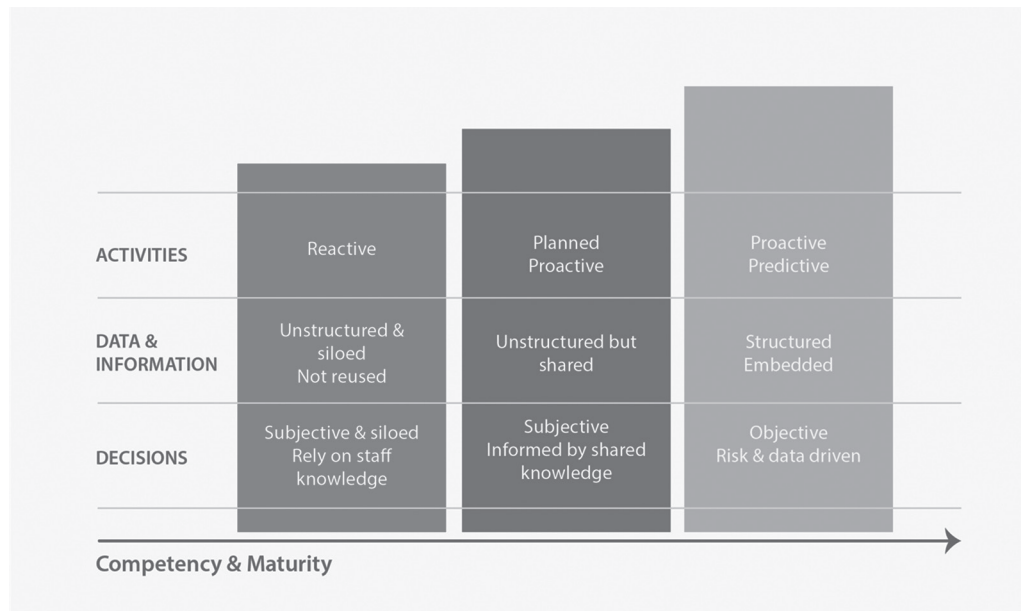 ACTIVITIES
Reactive
Planned
Proactive
Proactive
Predictive
DATA &
INFORMATION
Unstructured &
siloed
Not reused
Unstructured but
shared
Structured
Embedded
DECISIONS
Subjective & siloed
Rely on staff
knowledge
Subjective
Informed by shared
knowledge
Objective
Risk & data driven
Competency & Maturity